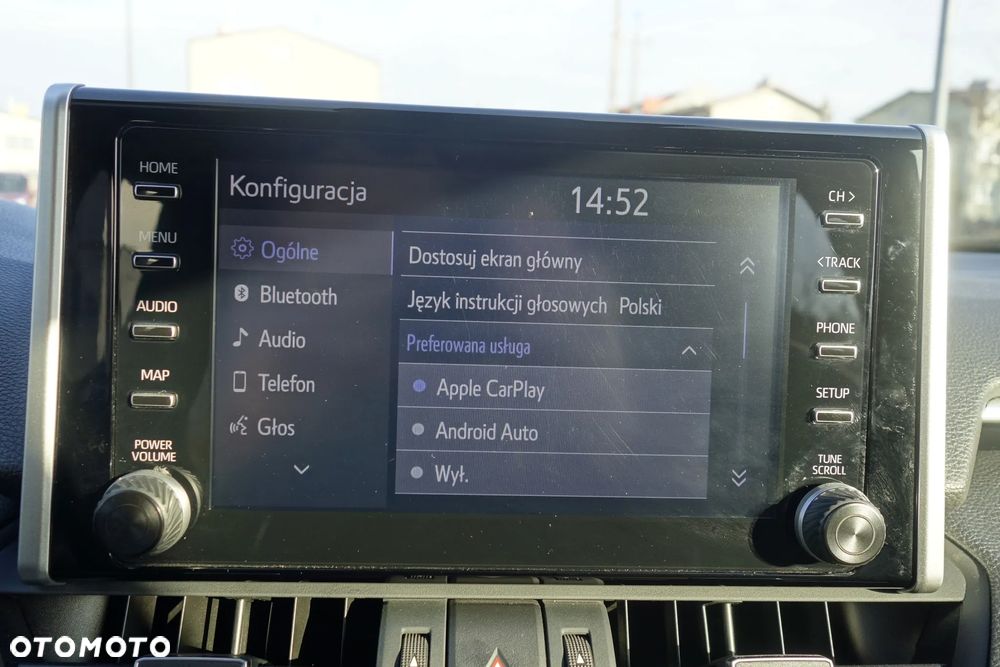 HOME
MENU
AUDIO
MAP
POWER
VOLUME
Konfiguracja
14:52
Ogólne
Bluetooth
Audio
Telefon
Głos
Dostosuj ekran główny
Język instrukcji głosowych Polski
Preferowana usługa
Apple CarPlay
Android Auto
Wył.
CH >
< TRACK
PHONE
SETUP
TUNE
SCROLL
OTOMOTO